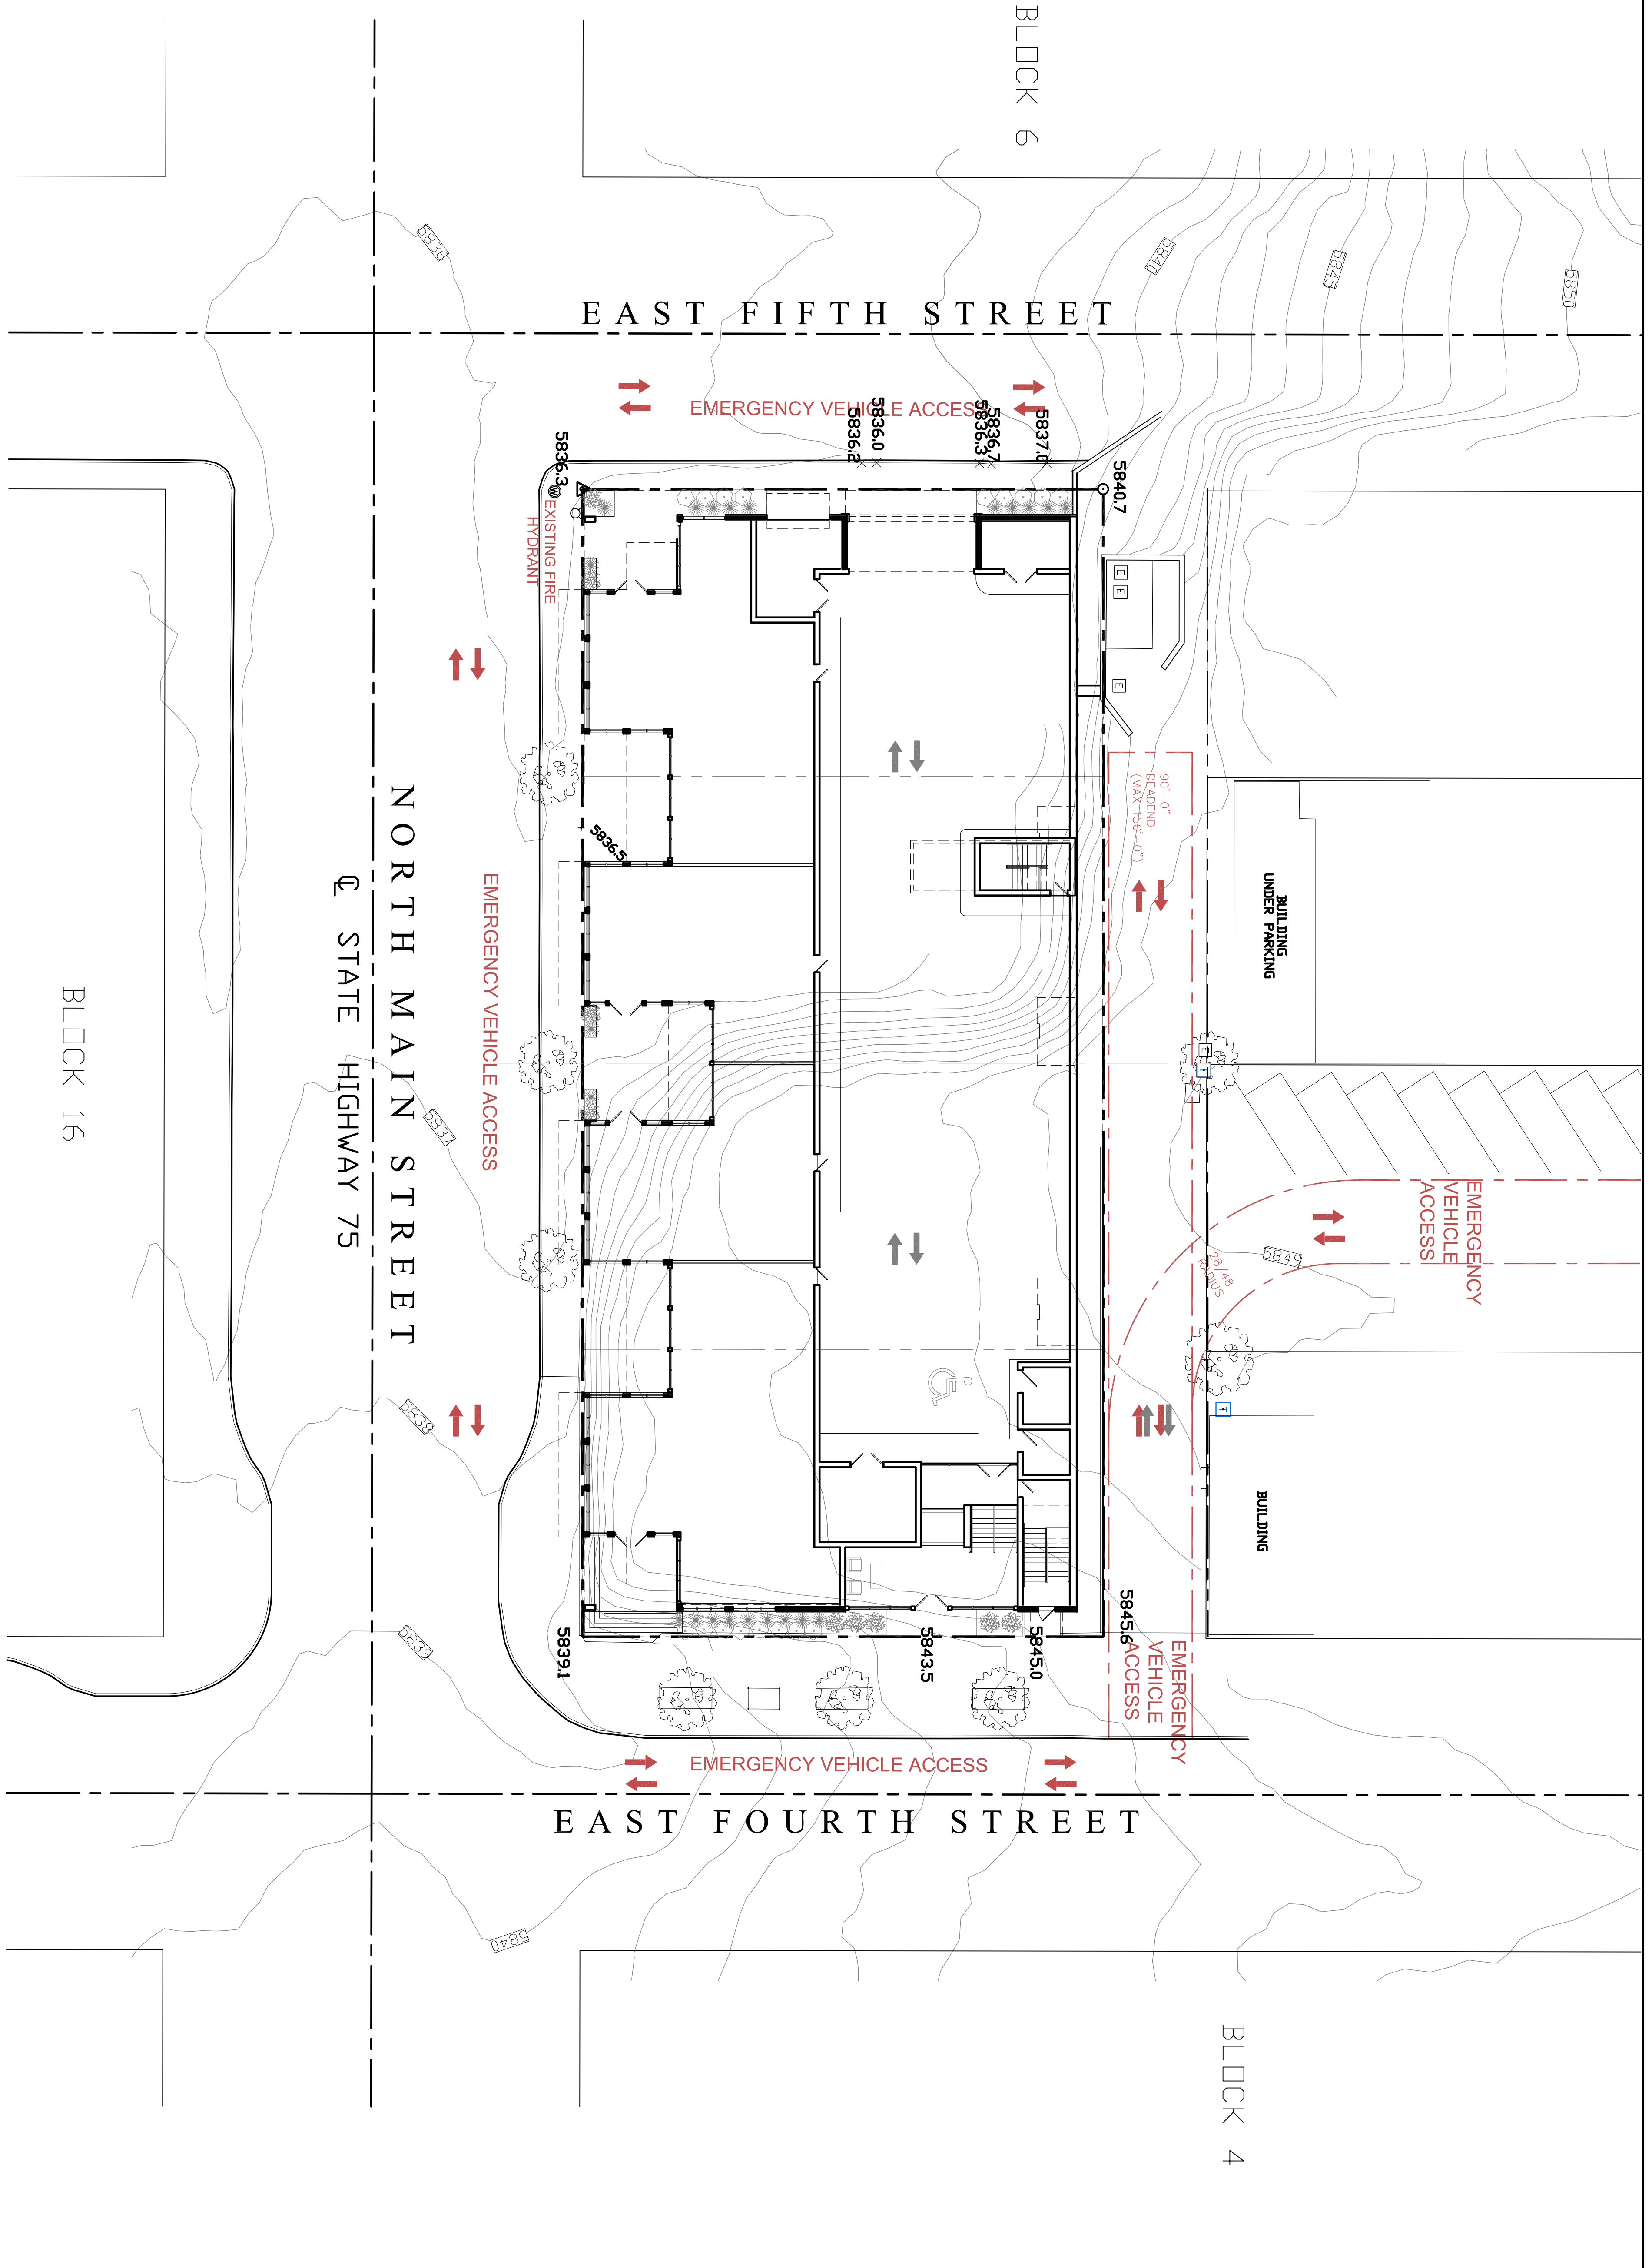 BLOCK 6
5836
5840
5845
5850
EAST FIFTH STREET
EMERGENCY VEHICLE ACCESS
5836.3
5836.2
5836.0
5836.3
5836.7
5837.0
5840.7
W
EXISTING FIRE
HYDRANT
E
E
E
90'-0"
DEADEND
(MAX 150'-0")
5836.5
BUILDING
UNDER PARKING
NORTH MAIN STREET
STATE HIGHWAY 75
EMERGENCY VEHICLE ACCESS
BLOCK 16
5837
E
T
EMERGENCY
VEHICLE
ACCESS
5849
28/48
RADIUS
5838
T
BUILDING
5839
5839.1
5843.5
5845.0
5845.6
EMERGENCY
VEHICLE
ACCESS
EMERGENCY VEHICLE ACCESS
EAST FOURTH STREET
5840
BLOCK 4